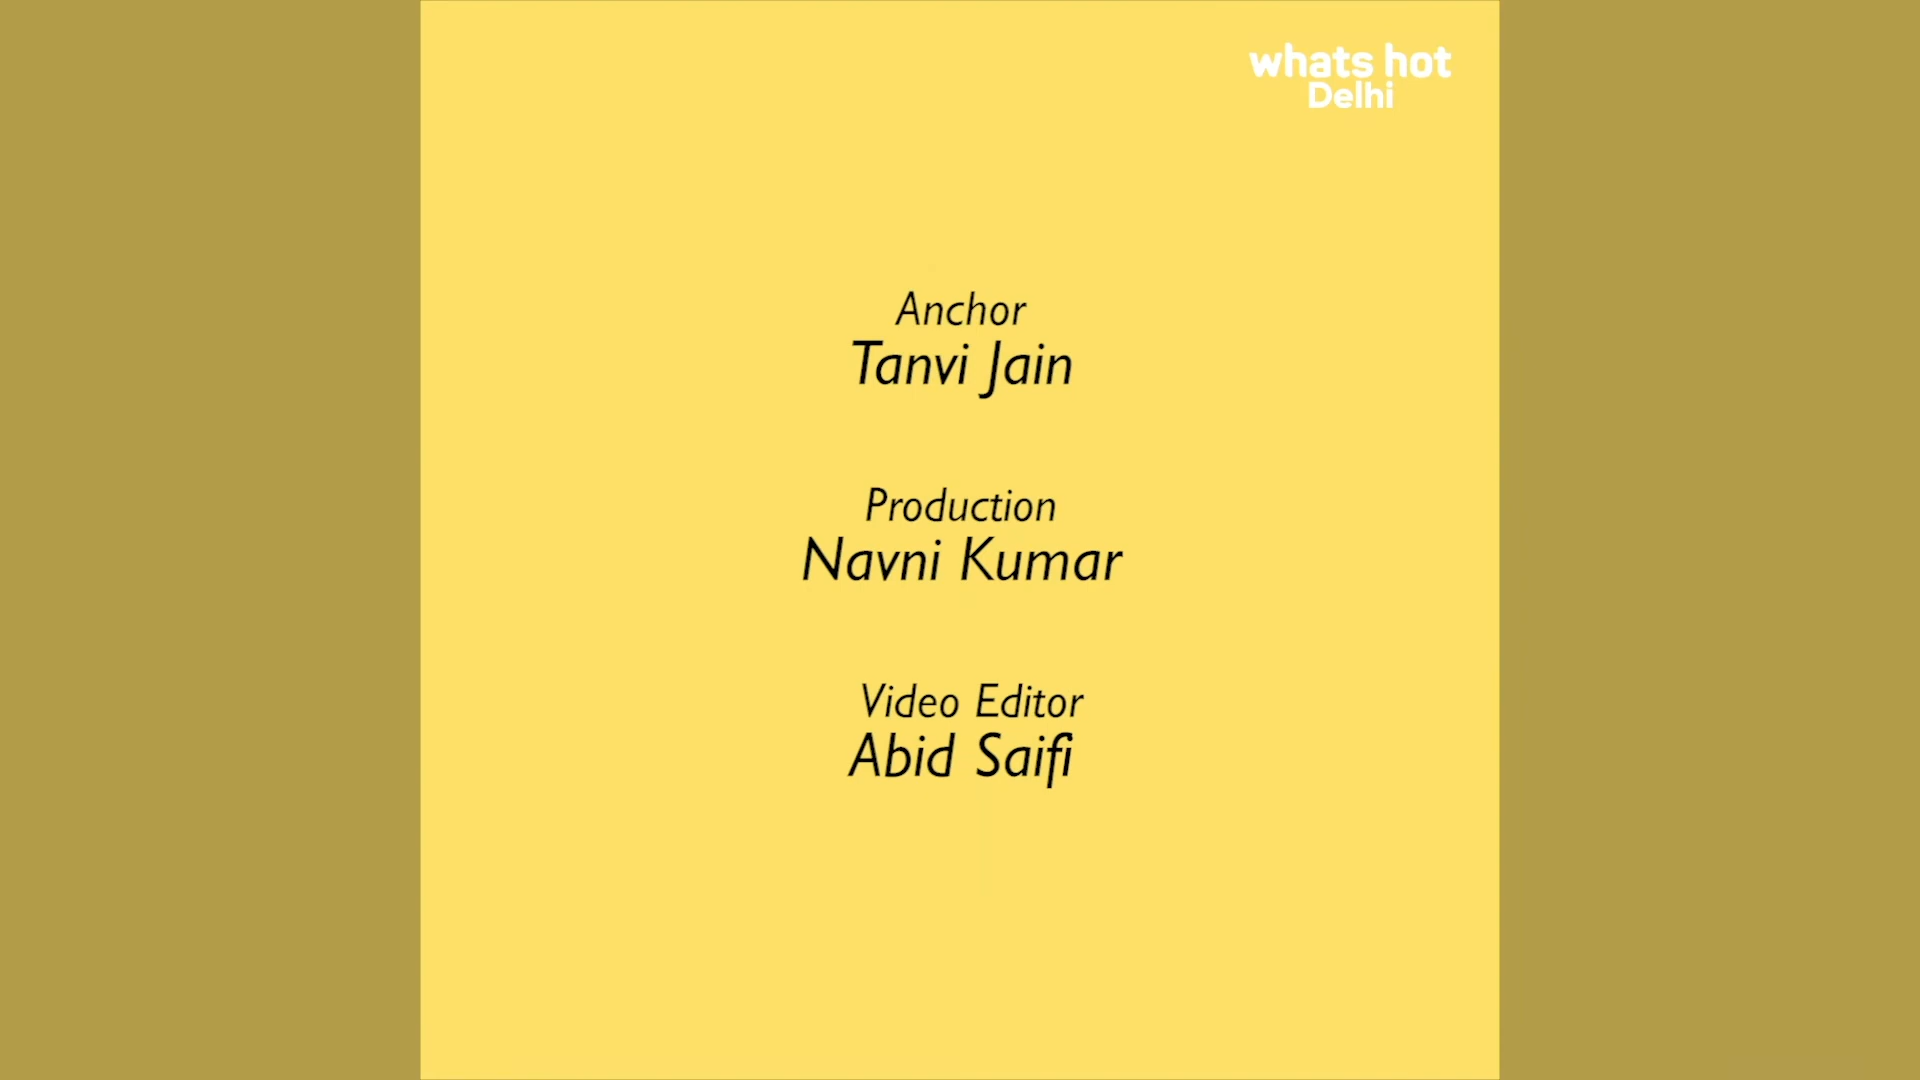 whats hot
Delhi
Anchor
Tanvi Jain
Production
Navni Kumar
Video Editor
Abid Saifi